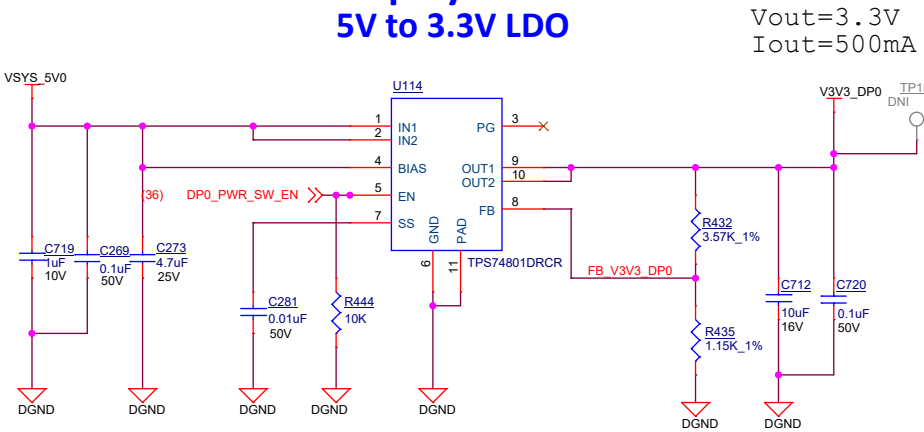 5V to 3.3V LDO
Vout=3.3V
Iout=500mA
VSYS_5V0
U114
V3V3_DP0
DNI
1
IN1
PG
3
2
IN2
4
BIAS
OUT1
9
OUT2
10
(36)
DP0_PWR_SW_EN
5
EN
FB
8
7
SS
GND
PAD
6
11
TPS74801DRCR
R432
3.57K_1%
FB_V3V3_DP0
C719
1uF
10V
C269
0.1uF
50V
C273
4.7uF
25V
C281
0.01uF
50V
R444
10K
R435
1.15K_1%
C712
10uF
16V
C720
0.1uF
50V
DGND
DGND
DGND
DGND
DGND
DGND
DGND